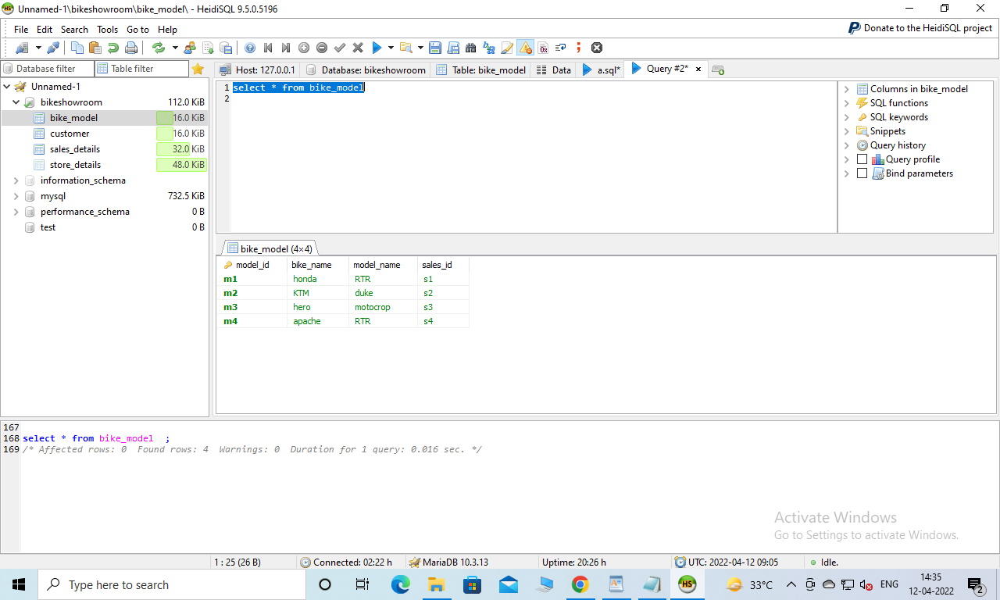 HS Unnamed-1\bikeshowroom\bike_model\ - HeidiSQL 9.5.0.5196
File Edit Search Tools Go to Help
Donate to the HeidiSQL project
Database filter Table filter
Host: 127.0.0.1 Database: bikeshowroom Table: bike_model Data a.sql* Query #2*
Unnamed-1
bikeshowroom 112.0 KiB
bike_model 16.0 KiB
customer 16.0 KiB
sales_details 32.0 KiB
store_details 48.0 KiB
information_schema
mysql 732.5 KiB
performance_schema 0 B
test 0 B
1 select * from bike_model
2
Columns in bike_model
SQL functions
SQL keywords
Snippets
Query history
Query profile
Bind parameters
bike_model (4×4)
model_id bike_name model_name sales_id
m1 honda RTR s1
m2 KTM duke s2
m3 hero motocrop s3
m4 apache RTR s4
167
168 select * from bike_model ;
169 /* Affected rows: 0 Found rows: 4 Warnings: 0 Duration for 1 query: 0.016 sec. */
Activate Windows
Go to Settings to activate Windows.
1 : 25 (26 B) Connected: 02:22 h MariaDB 10.3.13 Uptime: 20:26 h UTC: 2022-04-12 09:05 Idle.
Type here to search
HS
33°C
ENG
14:35
12-04-2022
2